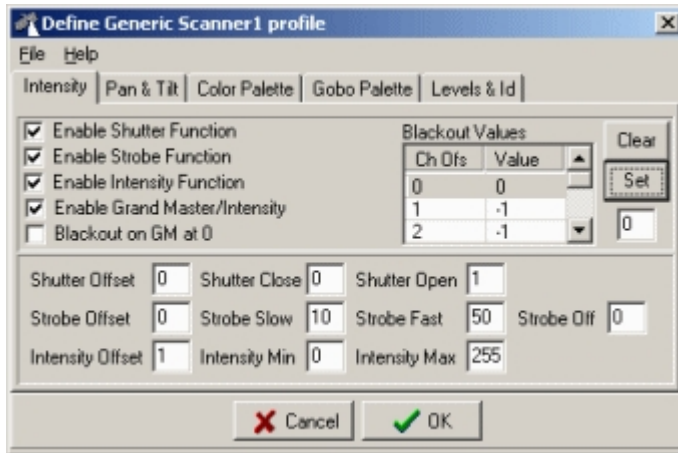 Define Generic Scanner1 profile
File Help
Intensity Pan & Tilt Color Palette Gobo Palette Levels & Id
Enable Shutter Function
Enable Strobe Function
Enable Intensity Function
Enable Grand Master/Intensity
Blackout on GM at 0
Blackout Values
Ch Ofs Value
0 0
1 -1
2 -1
Clear
Set
0
Shutter Offset 0 Shutter Close 0 Shutter Open 1
Strobe Offset 0 Strobe Slow 10 Strobe Fast 50 Strobe Off 0
Intensity Offset 1 Intensity Min 0 Intensity Max 255
Cancel OK